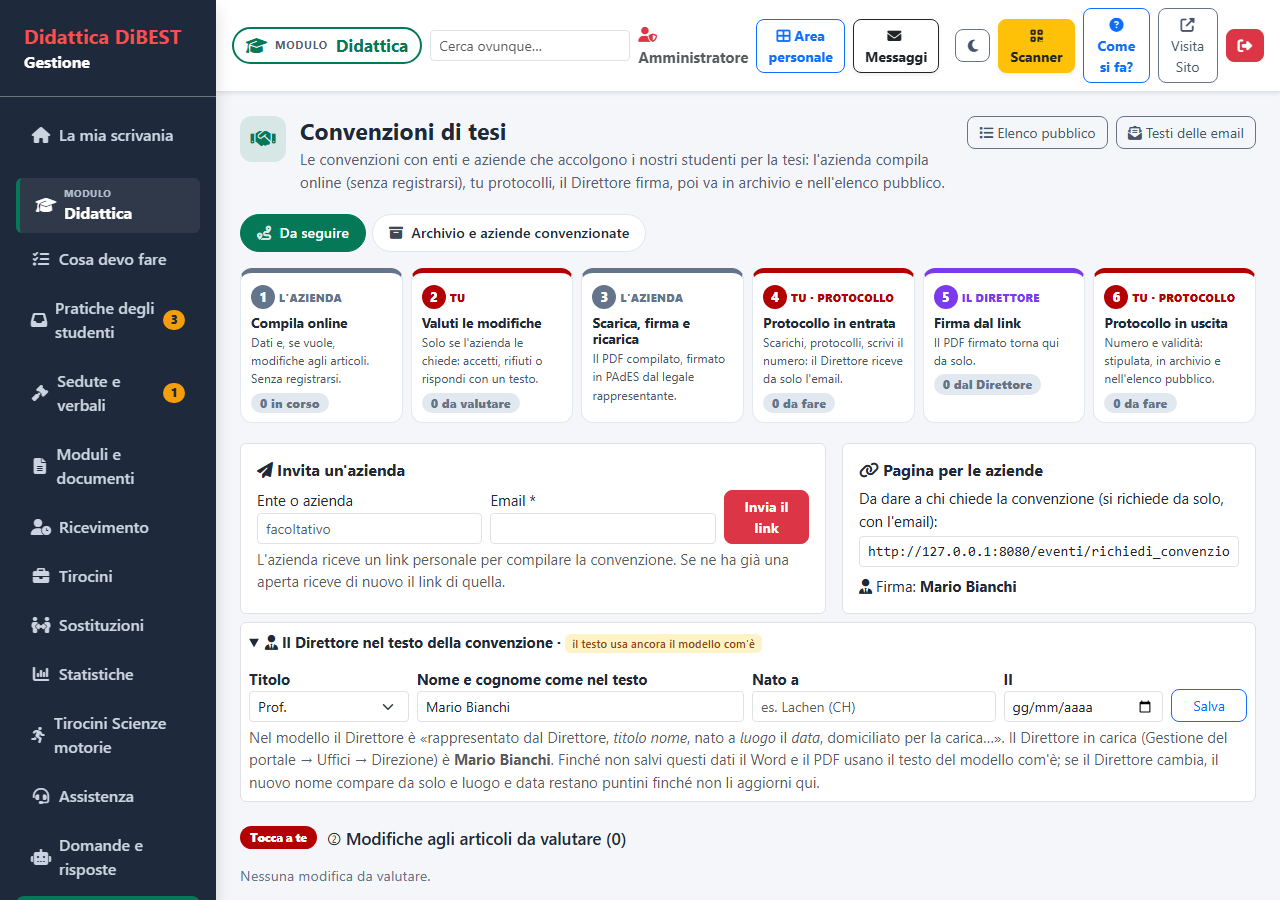 Didattica DiBEST
Gestione
La mia scrivania
MODULO
Didattica
Cosa devo fare
Pratiche degli studenti 3
Sedute e verbali 1
Moduli e documenti
Ricevimento
Tirocini
Sostituzioni
Statistiche
Tirocini Scienze motorie
Assistenza
Domande e risposte
MODULO Didattica
Cerca ovunque...
Amministratore
Area personale
Messaggi
Scanner
Come si fa?
Visita Sito
Convenzioni di tesi
Le convenzioni con enti e aziende che accolgono i nostri studenti per la tesi: l'azienda compila
online (senza registrarsi), tu protocolli, il Direttore firma, poi va in archivio e nell'elenco pubblico.
Elenco pubblico
Testi delle email
Da seguire
Archivio e aziende convenzionate
1 L'AZIENDA
Compila online
Dati e, se vuole,
modifiche agli articoli.
Senza registrarsi.
0 in corso
2 TU
Valuti le modifiche
Solo se l'azienda le
chiede: accetti, rifiuti o
rispondi con un testo.
0 da valutare
3 L'AZIENDA
Scarica, firma e
ricarica
Il PDF compilato, firmato
in PAdES dal legale
rappresentante.
4 TU · PROTOCOLLO
Protocollo in entrata
Scarichi, protocolli, scrivi il
numero: il Direttore riceve
da solo l'email.
0 da fare
5 IL DIRETTORE
Firma dal link
Il PDF firmato torna qui
da solo.
0 dal Direttore
6 TU · PROTOCOLLO
Protocollo in uscita
Numero e validità:
stipulata, in archivio e
nell'elenco pubblico.
0 da fare
Invita un'azienda
Ente o azienda
facoltativo
Email *
Invia il link
L'azienda riceve un link personale per compilare la convenzione. Se ne ha già una
aperta riceve di nuovo il link di quella.
Pagina per le aziende
Da dare a chi chiede la convenzione (si richiede da solo,
con l'email):
http://127.0.0.1:8080/eventi/richiedi_convenzio
Firma: Mario Bianchi
▼ Il Direttore nel testo della convenzione · il testo usa ancora il modello com'è
Titolo
Prof.
Nome e cognome come nel testo
Mario Bianchi
Nato a
es. Lachen (CH)
Il
gg/mm/aaaa
Salva
Nel modello il Direttore è «rappresentato dal Direttore, titolo nome, nato a luogo il data, domiciliato per la carica…». Il Direttore in carica (Gestione del
portale → Uffici → Direzione) è Mario Bianchi. Finché non salvi questi dati il Word e il PDF usano il testo del modello com'è; se il Direttore cambia, il
nuovo nome compare da solo e luogo e data restano puntini finché non li aggiorni qui.
Tocca a te ② Modifiche agli articoli da valutare (0)
Nessuna modifica da valutare.